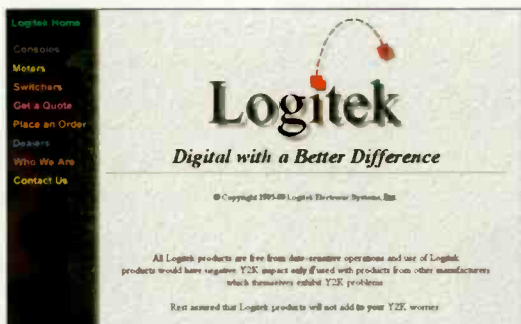 Logitek Home
Consoles
Meters
Switchers
Get a Quote
Place an Order
Dealers
Who We Are
Contact Us
Logitek
Digital with a Better Difference
© Copyright 1995-99 Logitek Electronic Systems, Inc.
All Logitek products are free from date-sensitive operations and use of Logitek
products would have negative Y2K impact only if used with products from other manufacturers
which themselves exhibit Y2K problems
Rest assured that Logitek products will not add to your Y2K worries